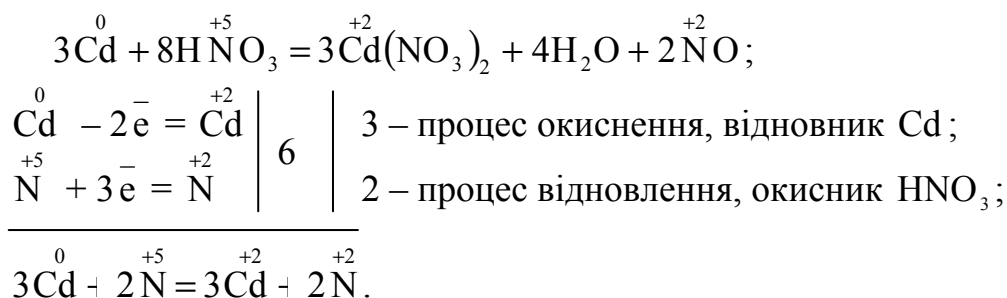 3Cd⁰ + 8HN⁺⁵O₃ = 3Cd⁺²(NO₃)₂ + 4H₂O + 2N⁺²O;
Cd⁰ – 2e̅ = Cd⁺² | 6 | 3 – процес окиснення, відновник Cd;
N⁺⁵ + 3e̅ = N⁺² | 2 – процес відновлення, окисник HNO₃;
3Cd⁰ + 2N⁺⁵ = 3Cd⁺² + 2N⁺².